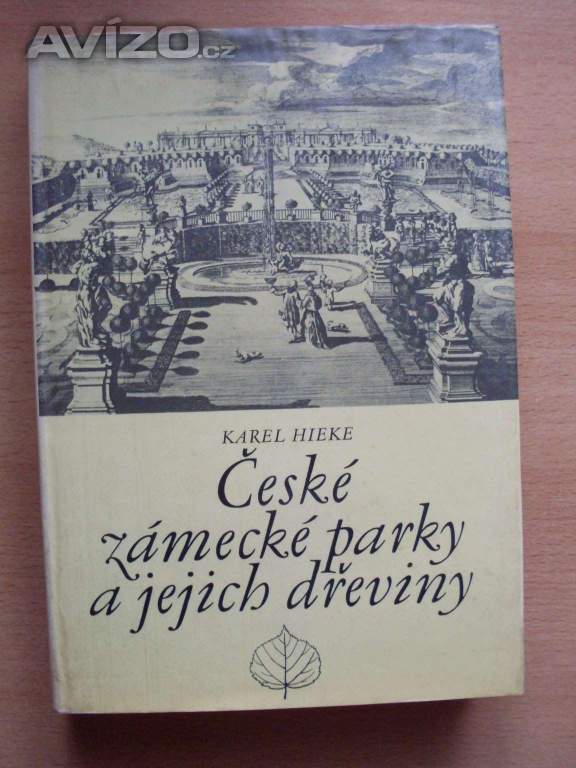 AVÍZO.cz
KAREL HIEKE
České
zámecké parky
a jejich dřeviny